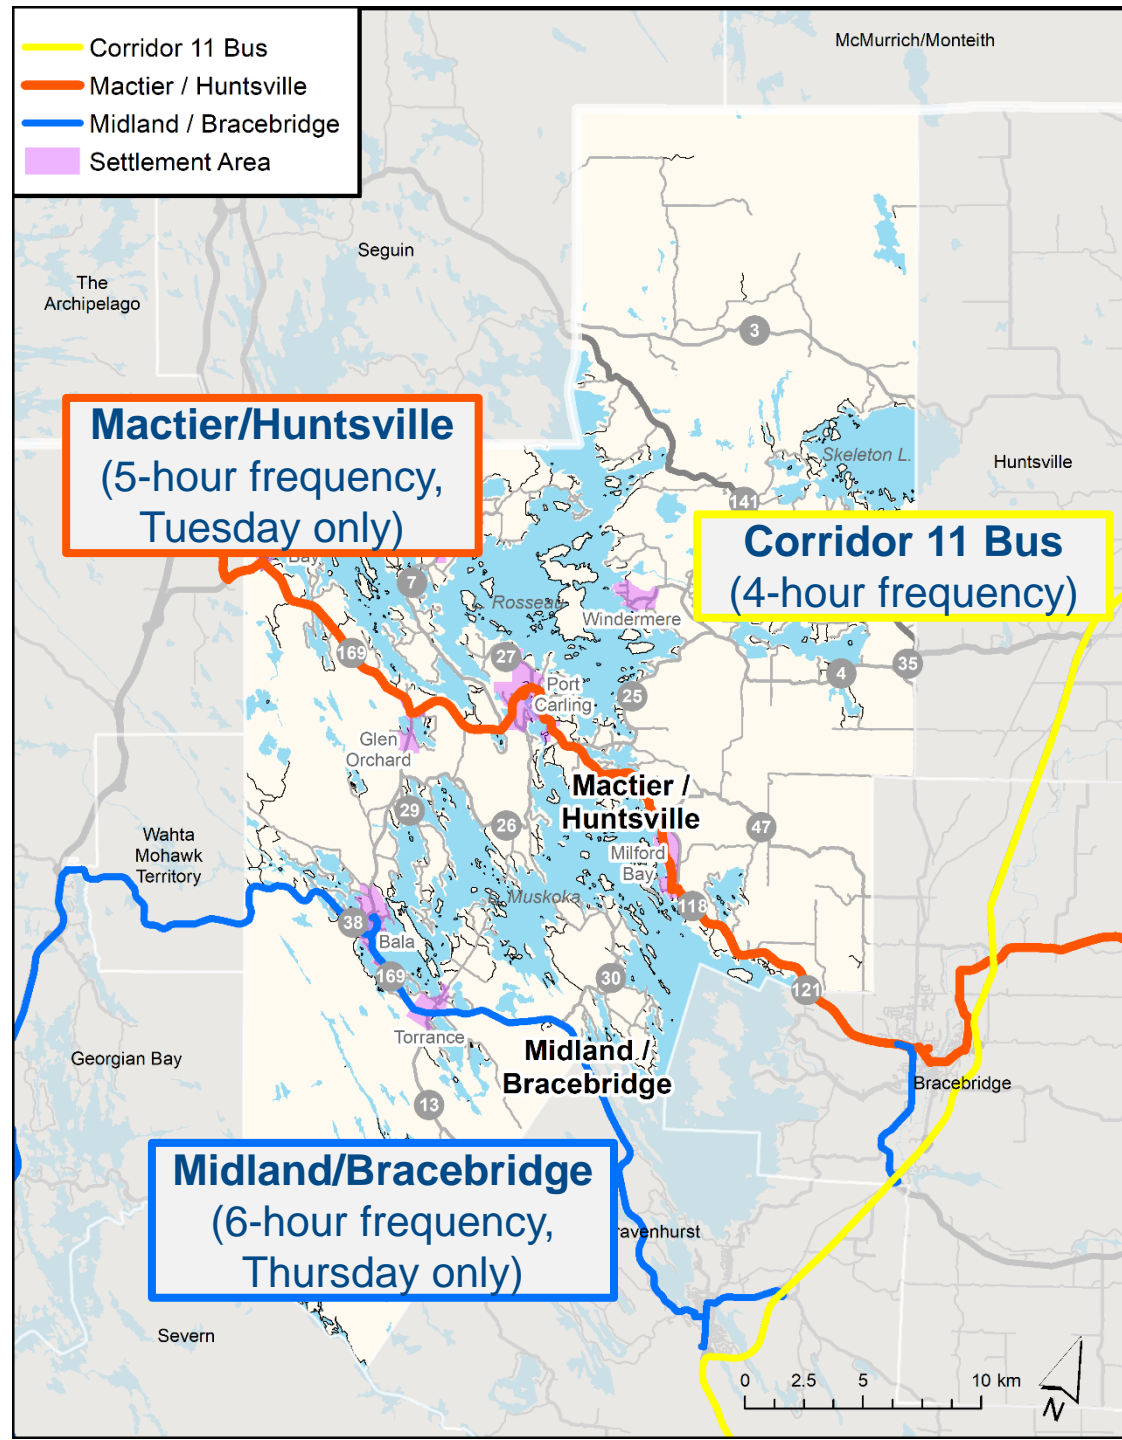 Corridor 11 Bus
Mactier / Huntsville
Midland / Bracebridge
Settlement Area
McMurrich/Monteith
Seguin
The
Archipelago
3
Skeleton L.
Huntsville
141
Mactier/Huntsville
(5-hour frequency,
Tuesday only)
Corridor 11 Bus
(4-hour frequency)
Bay
7
Rosseau
Windermere
169
27
Port
Carling
25
4
35
Glen
Orchard
Mactier /
Huntsville
29
26
47
Wahta
Mohawk
Territory
Milford
Bay
Muskoka
118
38
Bala
169
30
121
Torrance
Georgian Bay
Midland /
Bracebridge
Bracebridge
13
Midland/Bracebridge
(6-hour frequency,
Thursday only)
ravenhurst
Severn
0 2.5 5 10 km
N